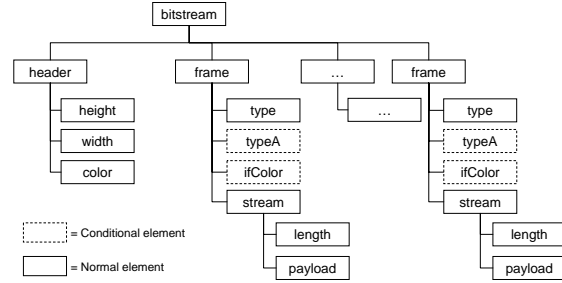 bitstream
header
frame
...
frame
height
type
...
type
width
typeA
typeA
color
ifColor
ifColor
stream
stream
= Conditional element
length
length
= Normal element
payload
payload